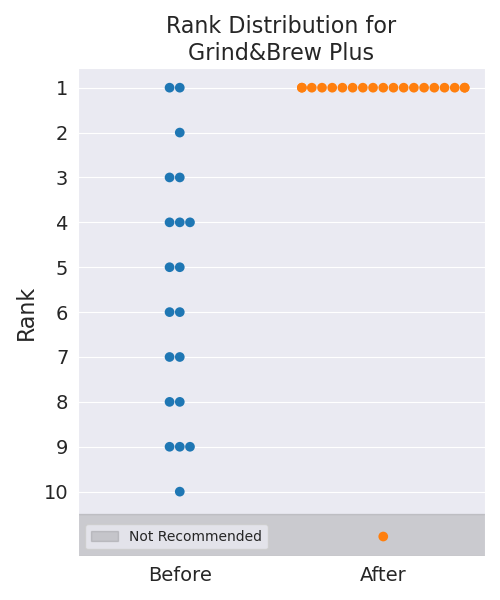 Rank Distribution for
Grind&Brew Plus
1
2
3
4
5
6
7
8
9
10
Rank
Not Recommended
Before
After